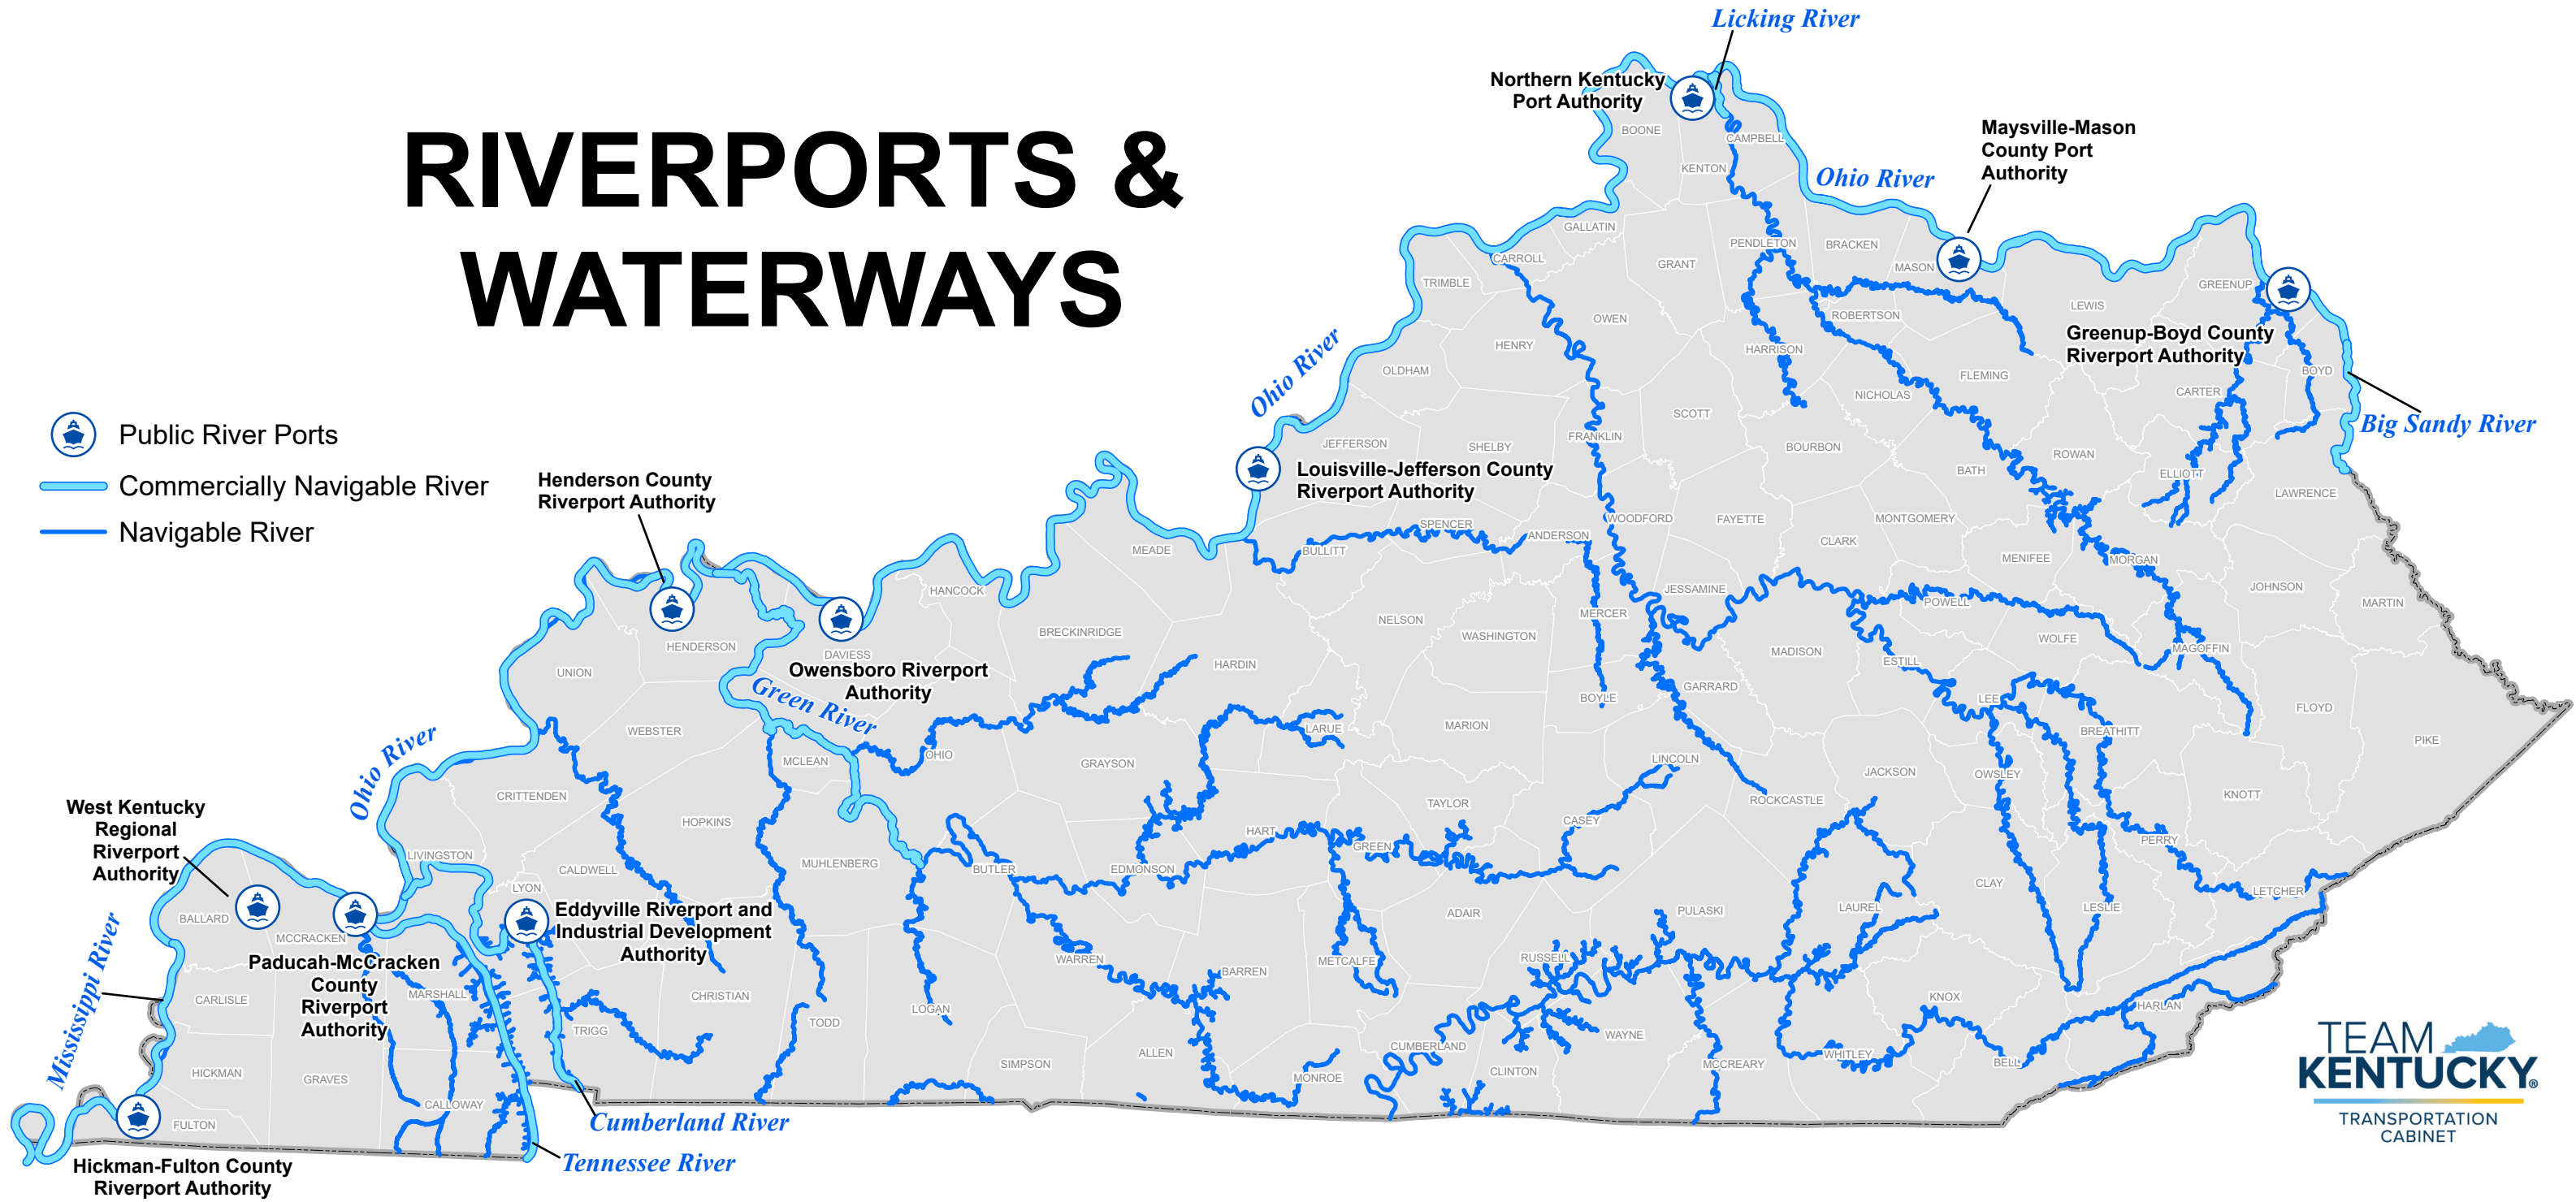 RIVERPORTS &
WATERWAYS
Public River Ports
Commercially Navigable River
Navigable River
Licking River
Northern Kentucky
Port Authority
Maysville-Mason
County Port
Authority
Ohio River
Greenup-Boyd County
Riverport Authority
Big Sandy River
Ohio River
Louisville-Jefferson County
Riverport Authority
Henderson County
Riverport Authority
Owensboro Riverport
Authority
Green River
Ohio River
West Kentucky
Regional
Riverport
Authority
Eddyville Riverport and
Industrial Development
Authority
Paducah-McCracken
County
Riverport
Authority
Mississippi River
Hickman-Fulton County
Riverport Authority
Cumberland River
Tennessee River
BOONE
CAMPBELL
KENTON
GALLATIN
PENDLETON
BRACKEN
MASON
CARROLL
GRANT
TRIMBLE
LEWIS
GREENUP
OWEN
ROBERTSON
HENRY
HARRISON
OLDHAM
FLEMING
BOYD
NICHOLAS
CARTER
SCOTT
JEFFERSON
SHELBY
FRANKLIN
BOURBON
ROWAN
BATH
ELLIOTT
LAWRENCE
SPENCER
WOODFORD
FAYETTE
MONTGOMERY
ANDERSON
BULLITT
MEADE
CLARK
MENIFEE
MORGAN
JOHNSON
HANCOCK
JESSAMINE
POWELL
MARTIN
MERCER
NELSON
BRECKINRIDGE
WASHINGTON
WOLFE
HENDERSON
DAVIESS
MADISON
MAGOFFIN
UNION
HARDIN
ESTILL
GARRARD
BOYLE
LEE
FLOYD
WEBSTER
LARUE
MARION
BREATHITT
PIKE
MCLEAN
OHIO
GRAYSON
LINCOLN
JACKSON
OWSLEY
CRITTENDEN
KNOTT
ROCKCASTLE
TAYLOR
HOPKINS
CASEY
HART
PERRY
GREEN
LIVINGSTON
MUHLENBERG
CALDWELL
BUTLER
EDMONSON
CLAY
LYON
LETCHER
LESLIE
LAUREL
PULASKI
ADAIR
BALLARD
MCCRACKEN
WARREN
METCALFE
RUSSELL
BARREN
MARSHALL
CHRISTIAN
CARLISLE
KNOX
HARLAN
LOGAN
TODD
TRIGG
WAYNE
CUMBERLAND
ALLEN
WHITLEY
SIMPSON
BELL
MCCREARY
CLINTON
HICKMAN
GRAVES
MONROE
CALLOWAY
FULTON
TEAM
KENTUCKY®
TRANSPORTATION
CABINET